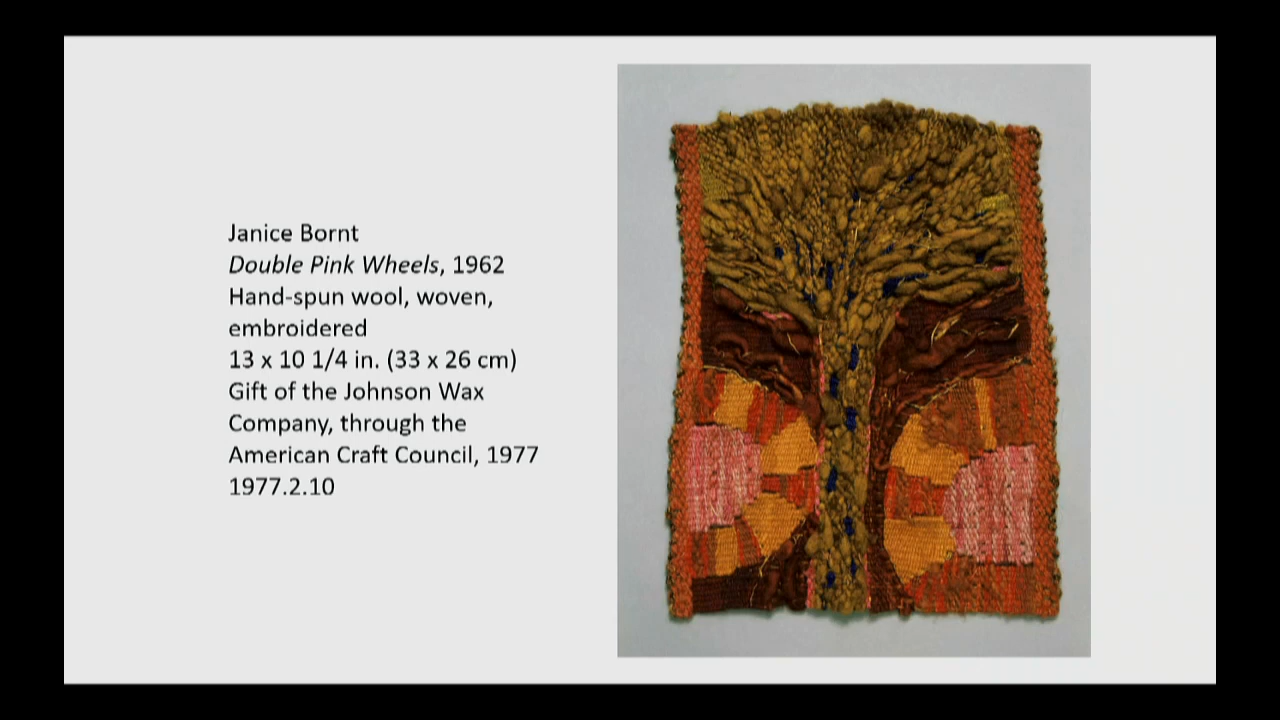 Janice Bornt
Double Pink Wheels, 1962
Hand-spun wool, woven,
embroidered
13 x 10 1/4 in. (33 x 26 cm)
Gift of the Johnson Wax
Company, through the
American Craft Council, 1977
1977.2.10